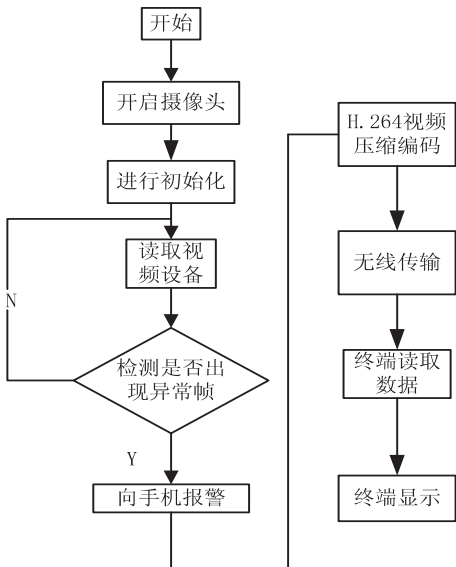 开始
开启摄像头
进行初始化
读取视
频设备
N
检测是否出
现异常帧
Y
向手机报警
H.264视频
压缩编码
无线传输
终端读取
数据
终端显示